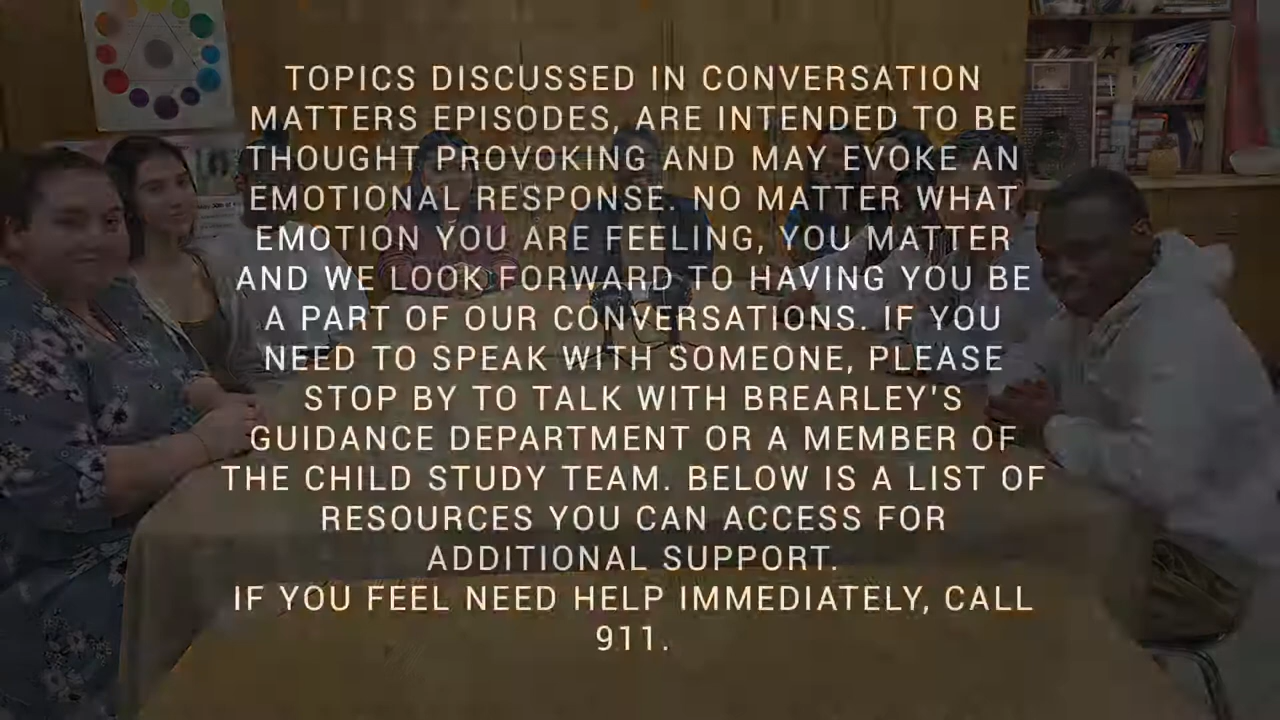 TOPICS DISCUSSED IN CONVERSATION
MATTERS EPISODES, ARE INTENDED TO BE
THOUGHT PROVOKING AND MAY EVOKE AN
EMOTIONAL RESPONSE. NO MATTER WHAT
EMOTION YOU ARE FEELING, YOU MATTER
AND WE LOOK FORWARD TO HAVING YOU BE
A PART OF OUR CONVERSATIONS. IF YOU
NEED TO SPEAK WITH SOMEONE, PLEASE
STOP BY TO TALK WITH BREARLEY'S
GUIDANCE DEPARTMENT OR A MEMBER OF
THE CHILD STUDY TEAM. BELOW IS A LIST OF
RESOURCES YOU CAN ACCESS FOR
ADDITIONAL SUPPORT.
IF YOU FEEL NEED HELP IMMEDIATELY, CALL
911.